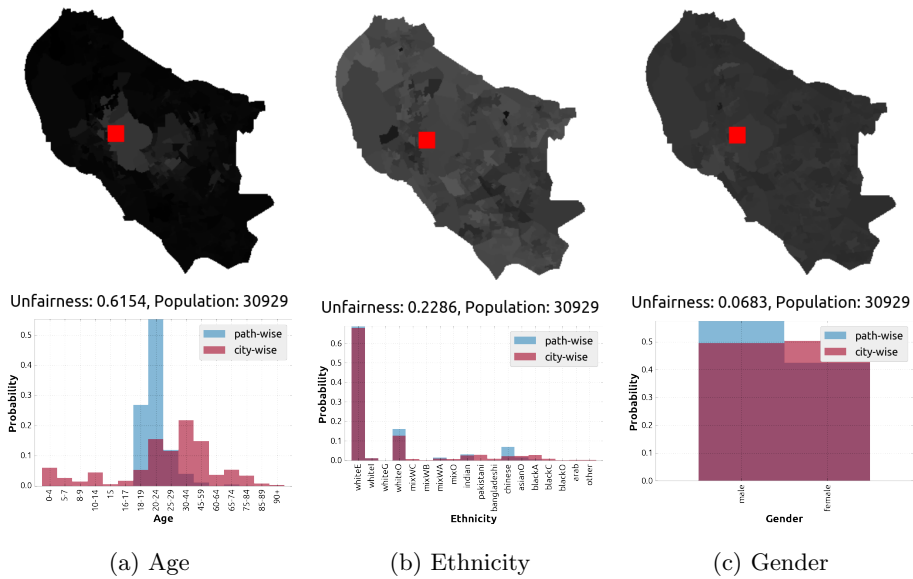 Unfairness: 0.6154, Population: 30929
0.5
0.4
0.3
0.2
0.1
0.0
Probability
path-wise
city-wise
0-4
5-7
8-9
10-14
15
16-17
18-19
20-24
25-29
30-44
45-59
60-64
65-74
75-84
85-89
90+
Age
(a) Age
Unfairness: 0.2286, Population: 30929
0.6
0.5
0.4
0.3
0.2
0.1
0.0
Probability
path-wise
city-wise
whiteE
whiteI
whiteG
whiteO
mixWC
mixWB
mixWA
mixO
indian
pakistani
bangladeshi
chinese
asianO
blackA
blackC
blackO
arab
other
Ethnicity
(b) Ethnicity
Unfairness: 0.0683, Population: 30929
0.5
0.4
0.3
0.2
0.1
0.0
Probability
path-wise
city-wise
male
female
Gender
(c) Gender